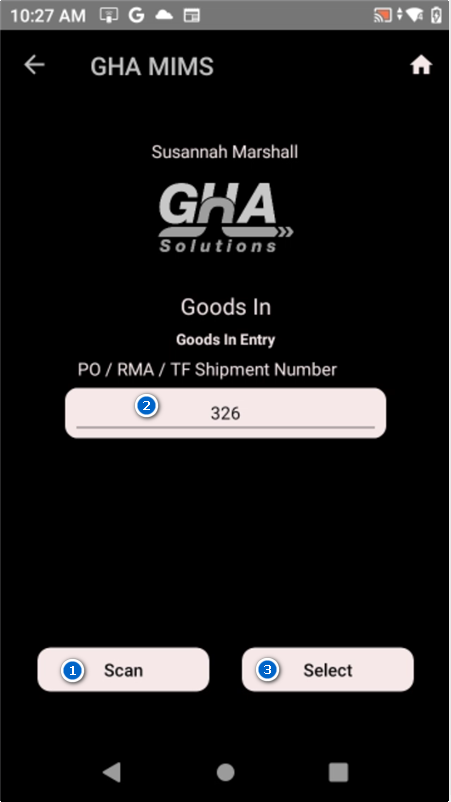 10:27 AM G
GHA MIMS
Susannah Marshall
GHA
Solutions
Goods In
Goods In Entry
PO / RMA / TF Shipment Number
2 326
1 Scan 3 Select